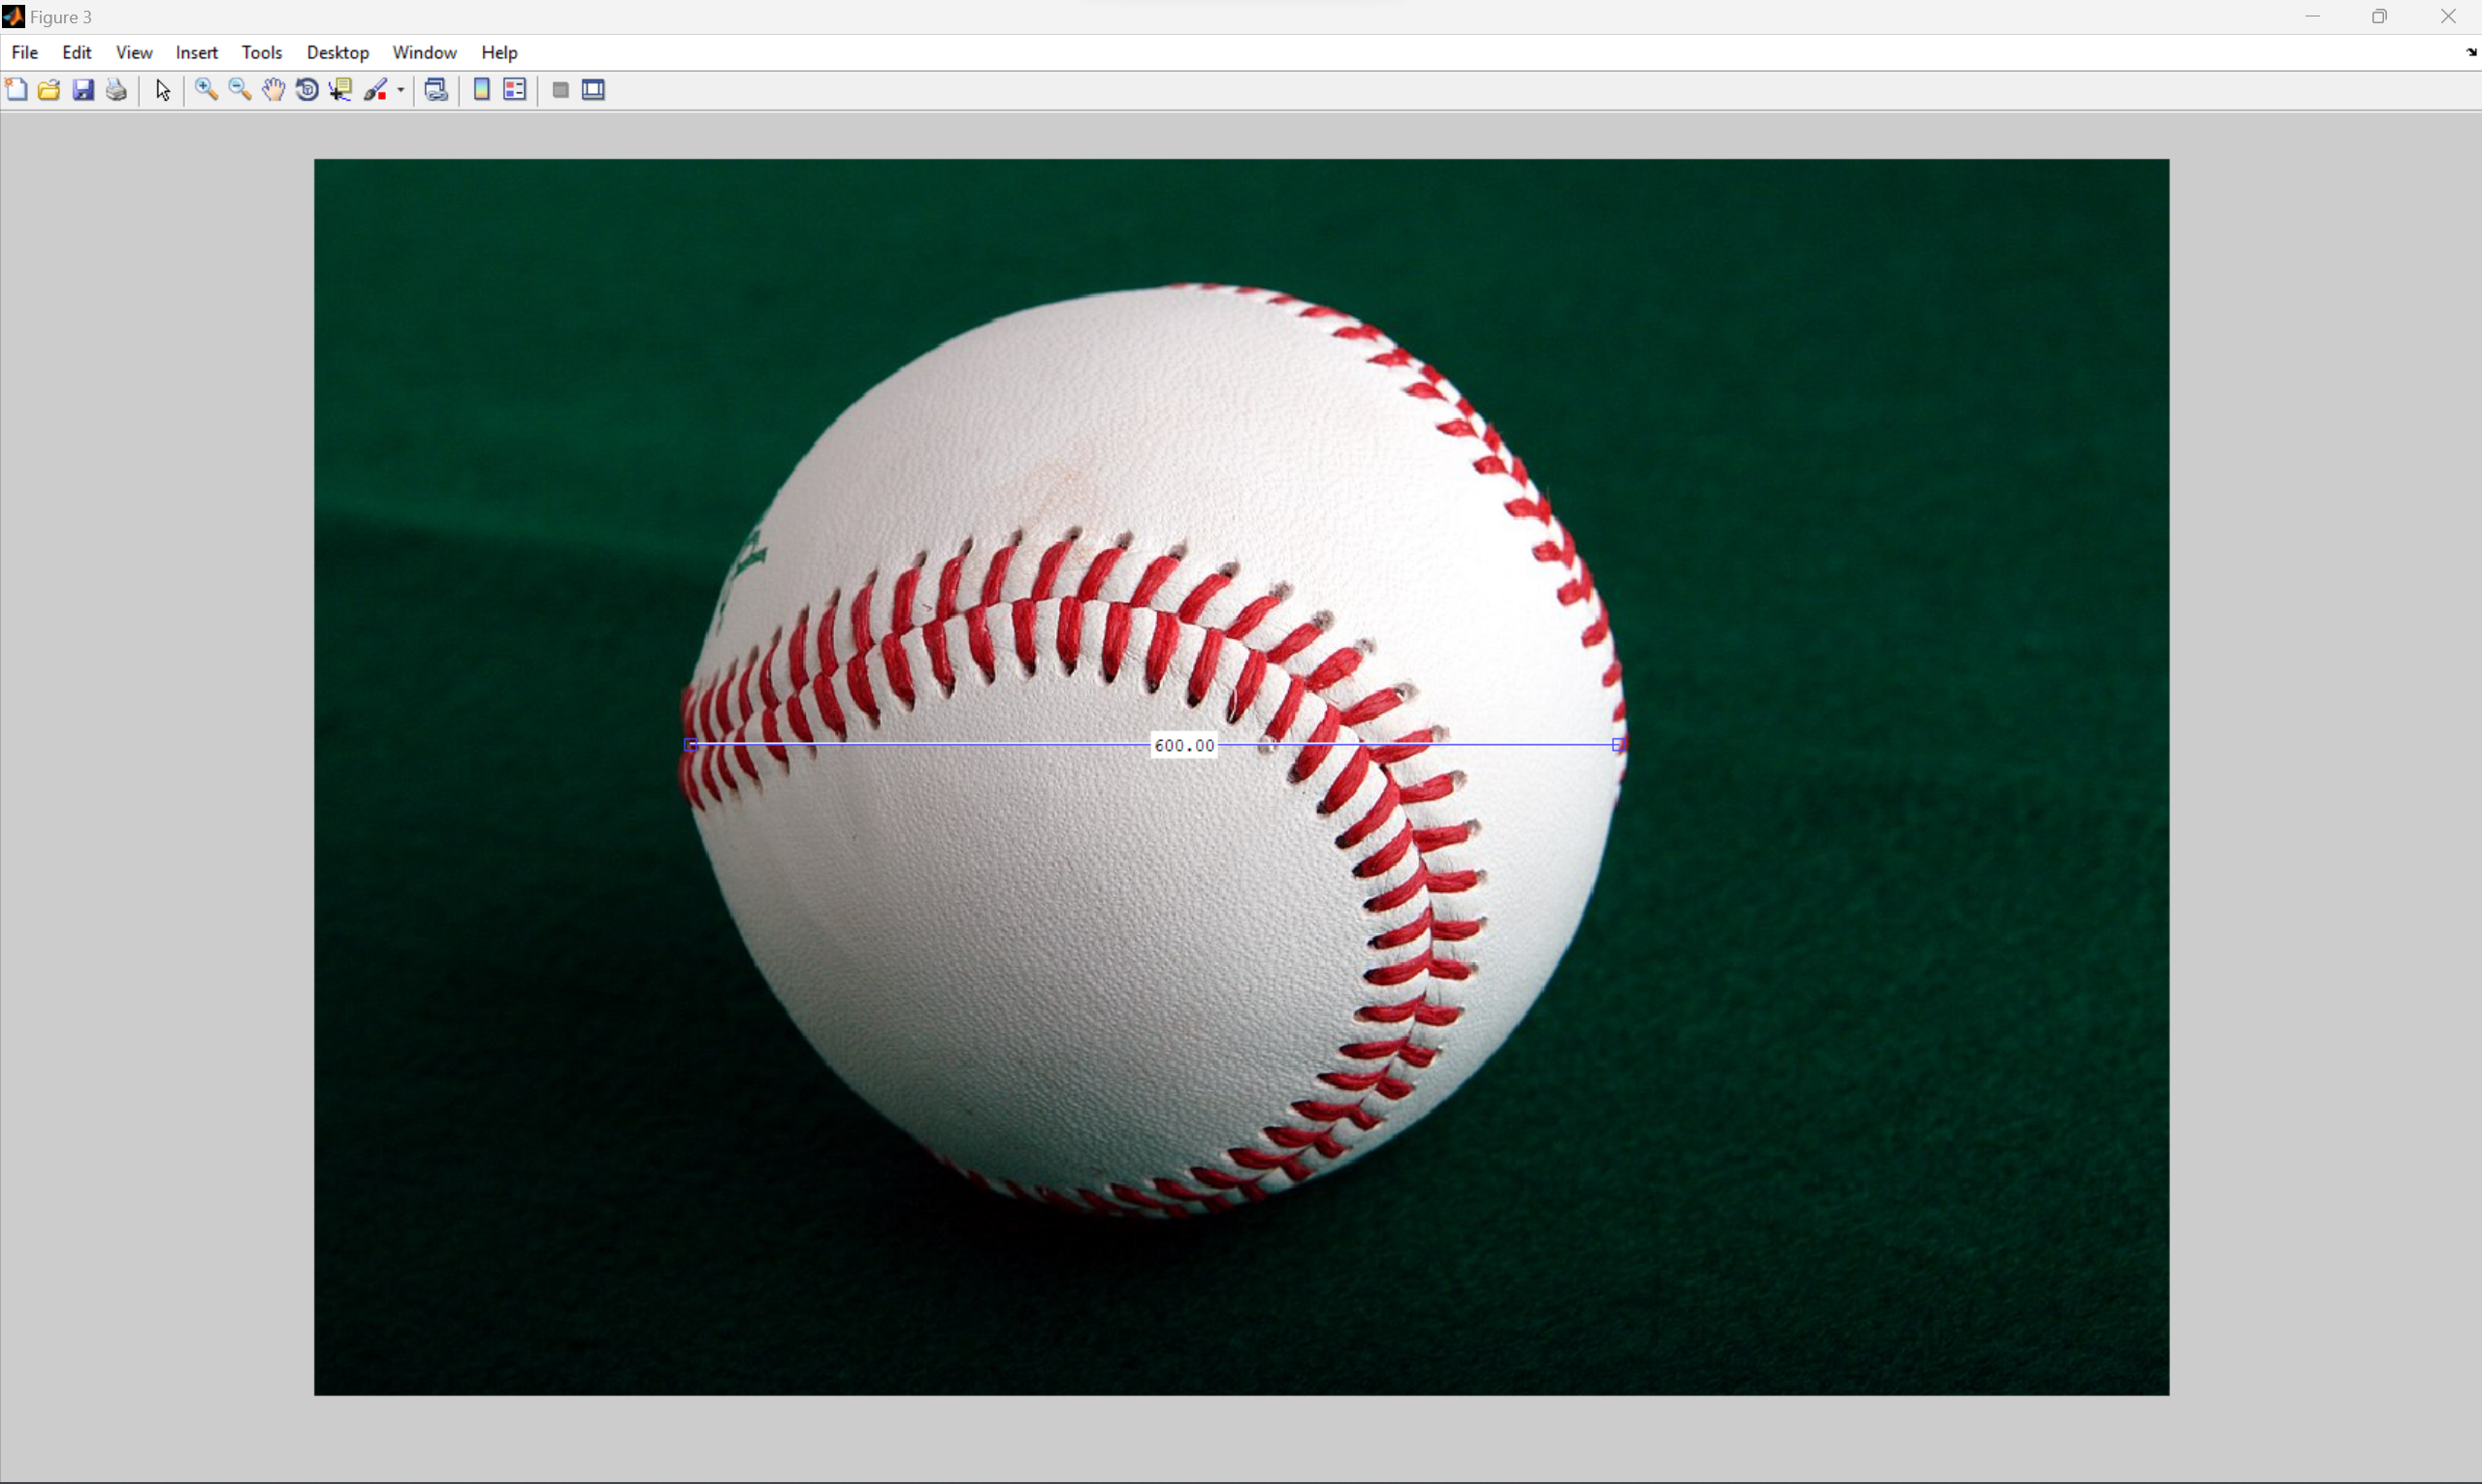 Figure 3
File Edit View Insert Tools Desktop Window Help
600.00